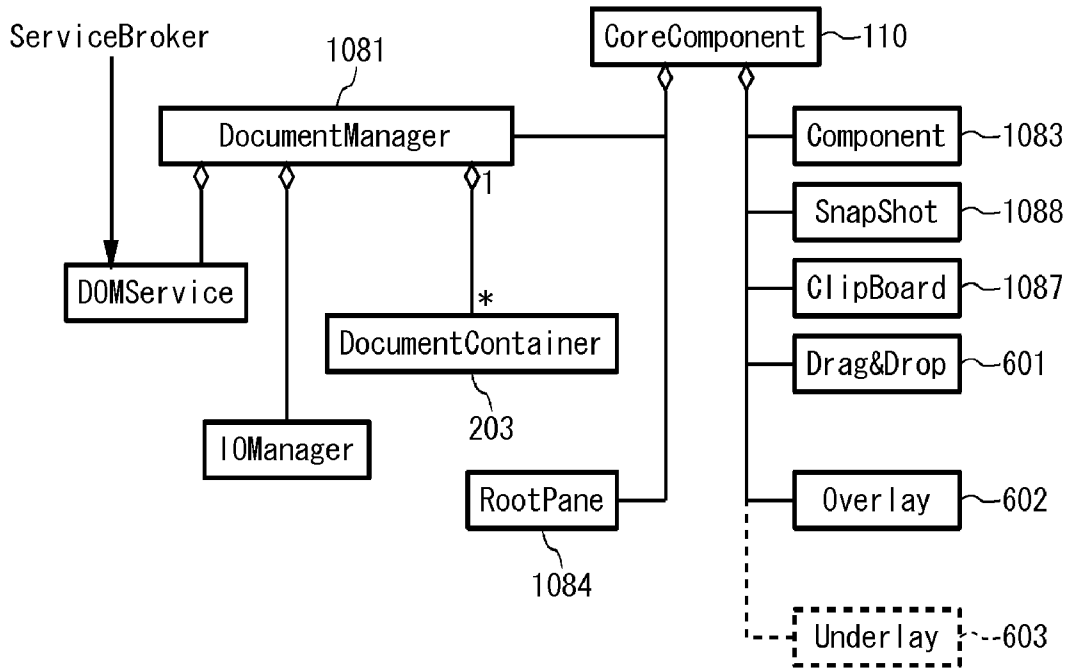 ServiceBroker
CoreComponent
110
1081
DocumentManager
Component
1083
1
SnapShot
1088
DOMService
ClipBoard
1087
*
DocumentContainer
Drag&Drop
601
203
IOManager
RootPane
Overlay
602
1084
Underlay
603